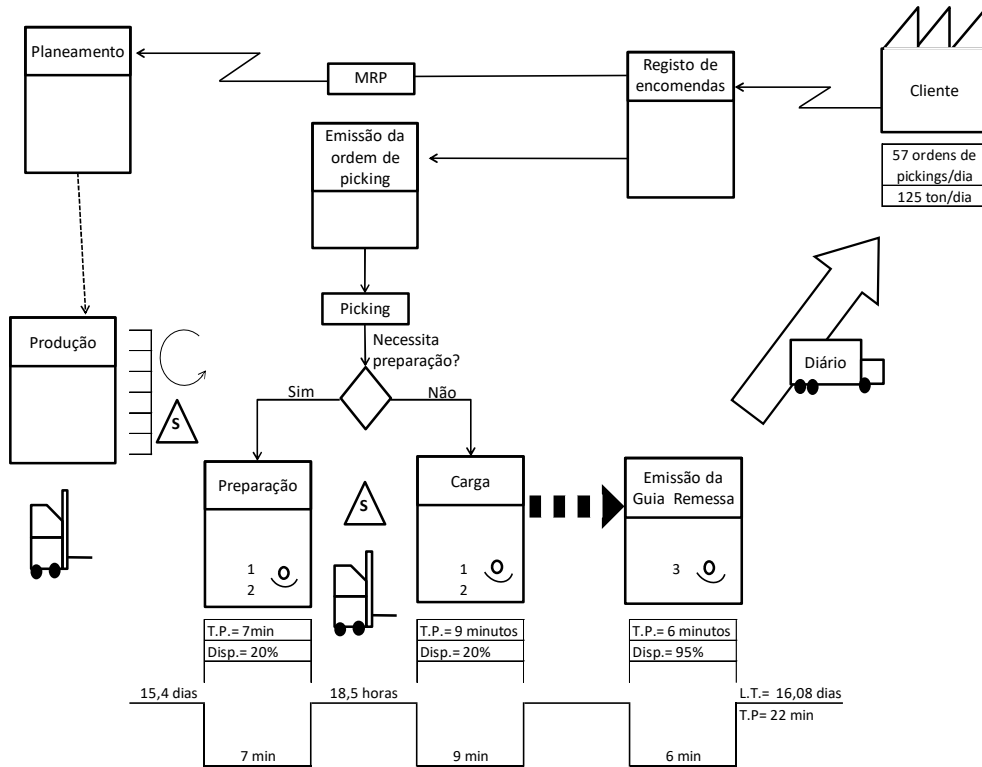 Planeamento
MRP
Registo de
encomendas
Cliente
57 ordens de
pickings/dia
125 ton/dia
Emissão da
ordem de
picking
Picking
Necessita
preparação?
Sim
Não
Produção
S
Diário
Preparação
1
2
S
Carga
1
2
Emissão da
Guia Remessa
3
T.P.= 7min
Disp.= 20%
T.P.= 9 minutos
Disp.= 20%
T.P.= 6 minutos
Disp.= 95%
15,4 dias
18,5 horas
L.T.= 16,08 dias
T.P= 22 min
7 min
9 min
6 min